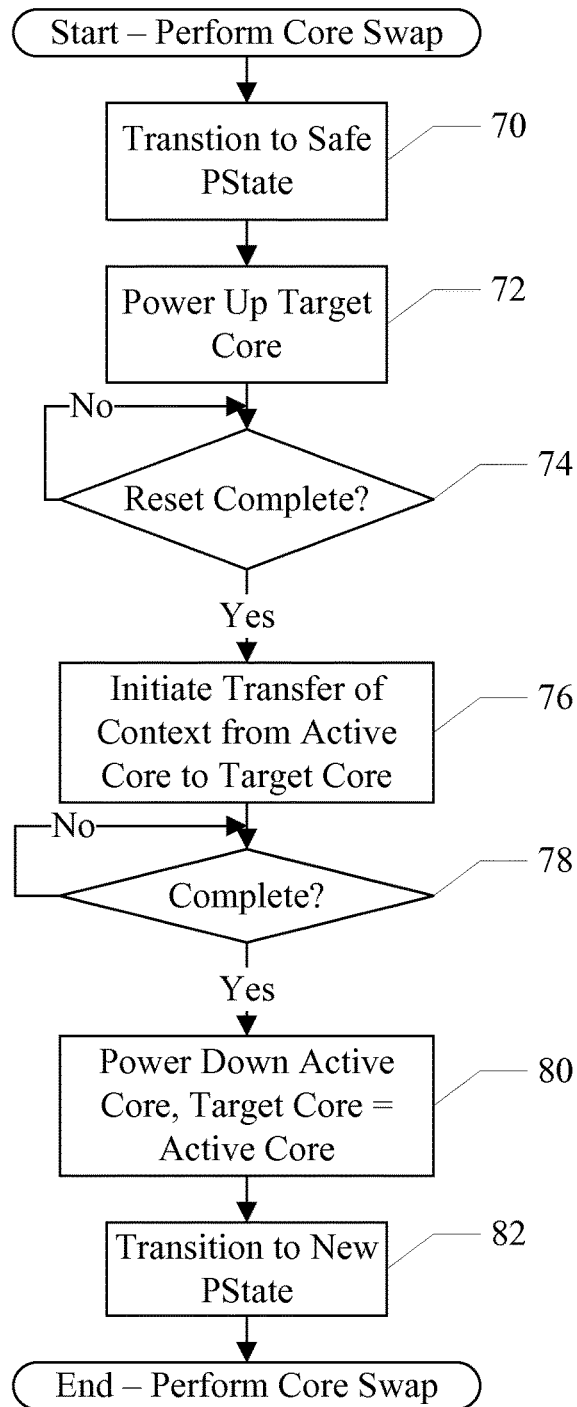 Start – Perform Core Swap
Transtion to Safe
PState
70
Power Up Target
Core
72
No
Reset Complete?
74
Yes
Initiate Transfer of
Context from Active
Core to Target Core
76
No
Complete?
78
Yes
Power Down Active
Core, Target Core =
Active Core
80
Transition to New
PState
82
End – Perform Core Swap